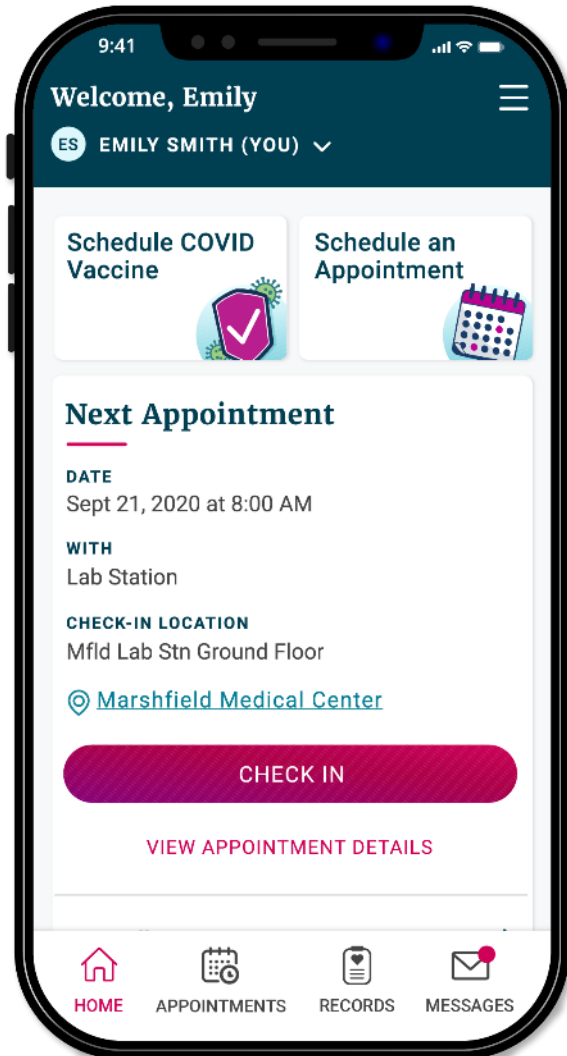 9:41
Welcome, Emily
ES EMILY SMITH (YOU)
Schedule COVID
Vaccine
Schedule an
Appointment
Next Appointment
DATE
Sept 21, 2020 at 8:00 AM
WITH
Lab Station
CHECK-IN LOCATION
Mfld Lab Stn Ground Floor
Marshfield Medical Center
CHECK IN
VIEW APPOINTMENT DETAILS
HOME APPOINTMENTS RECORDS MESSAGES